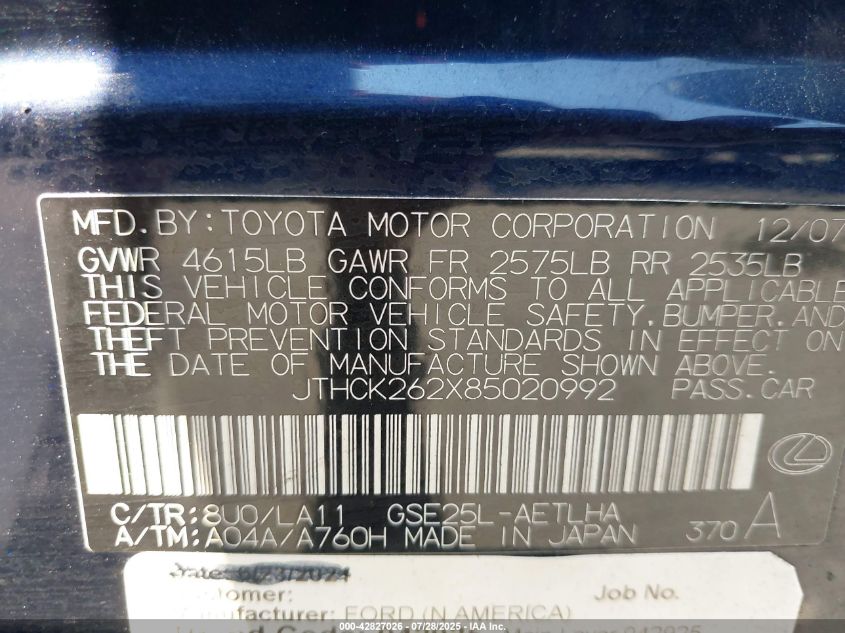 MFD.BY:TOYOTA MOTOR CORPORATION 12/07
GVWR 4615LB GAWR FR 2575LB RR 2535LB
THIS VEHICLE CONFORMS TO ALL APPLICABLE
FEDERAL MOTOR VEHICLE SAFETY,BUMPER,AND
THEFT PREVENTION STANDARDS IN EFFECT ON
THE DATE OF MANUFACTURE SHOWN ABOVE.
JTHCK262X85020992 PASS.CAR
C/TR:8U0/LA11 GSE25L-AETLHA
A/TM:A04A/A760H MADE IN JAPAN 370 A
Job No.
ustomer:
anufacturer: FORD (N.AMERICA)
000-42827026 - 07/28/2025 - IAA Inc.